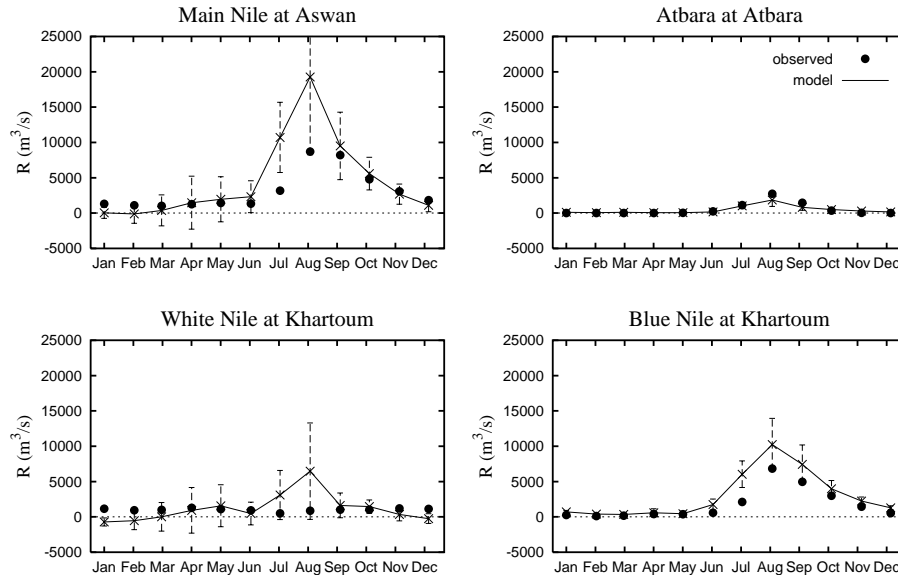 Main Nile at Aswan
25000
20000
15000
10000
5000
0
-5000
R (m³/s)
Jan Feb Mar Apr May Jun Jul Aug Sep Oct Nov Dec
Atbara at Atbara
25000
20000
15000
10000
5000
0
-5000
R (m³/s)
observed
model
Jan Feb Mar Apr May Jun Jul Aug Sep Oct Nov Dec
White Nile at Khartoum
25000
20000
15000
10000
5000
0
-5000
R (m³/s)
Jan Feb Mar Apr May Jun Jul Aug Sep Oct Nov Dec
Blue Nile at Khartoum
25000
20000
15000
10000
5000
0
-5000
R (m³/s)
Jan Feb Mar Apr May Jun Jul Aug Sep Oct Nov Dec